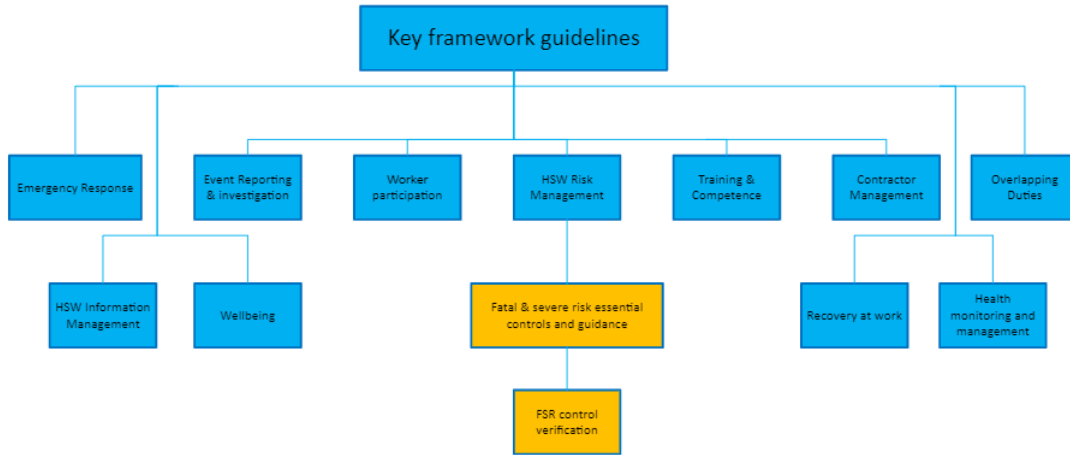 Key framework guidelines
Emergency Response
Event Reporting
& investigation
Worker
participation
HSW Risk
Management
Training &
Competence
Contractor
Management
Overlapping
Duties
HSW Information
Management
Wellbeing
Fatal & severe risk essential
controls and guidance
Recovery at work
Health
monitoring and
management
FSR control
verification